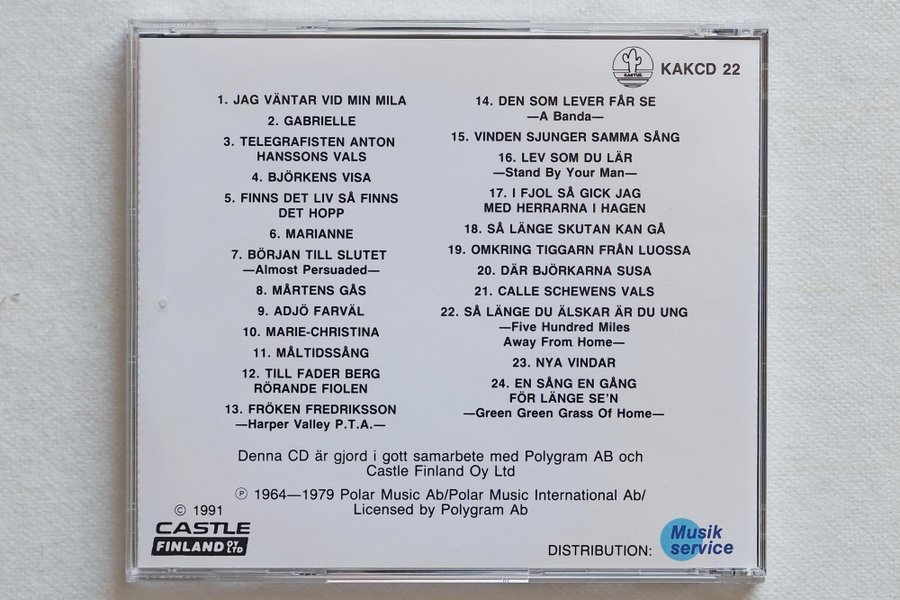 KAKTUS
KAKCD 22
1. JAG VÄNTAR VID MIN MILA
2. GABRIELLE
3. TELEGRAFISTEN ANTON
HANSSONS VALS
4. BJÖRKENS VISA
5. FINNS DET LIV SÅ FINNS
DET HOPP
6. MARIANNE
7. BÖRJAN TILL SLUTET
—Almost Persuaded—
8. MÅRTENS GÅS
9. ADJÖ FARVÄL
10. MARIE-CHRISTINA
11. MÅLTIDSSÅNG
12. TILL FADER BERG
RÖRANDE FIOLEN
13. FRÖKEN FREDRIKSSON
—Harper Valley P.T.A.—
14. DEN SOM LEVER FÅR SE
—A Banda—
15. VINDEN SJUNGER SAMMA SÅNG
16. LEV SOM DU LÄR
—Stand By Your Man—
17. I FJOL SÅ GICK JAG
MED HERRARNA I HAGEN
18. SÅ LÄNGE SKUTAN KAN GÅ
19. OMKRING TIGGARN FRÅN LUOSSA
20. DÄR BJÖRKARNA SUSA
21. CALLE SCHEWENS VALS
22. SÅ LÄNGE DU ÄLSKAR ÄR DU UNG
—Five Hundred Miles
Away From Home—
23. NYA VINDAR
24. EN SÅNG EN GÅNG
FÖR LÄNGE SE'N
—Green Green Grass Of Home—
Denna CD är gjord i gott samarbete med Polygram AB och
Castle Finland Oy Ltd
℗ 1964—1979 Polar Music Ab/Polar Music International Ab/
Licensed by Polygram Ab
© 1991
CASTLE
FINLAND OY LTD
DISTRIBUTION:
Musik
service